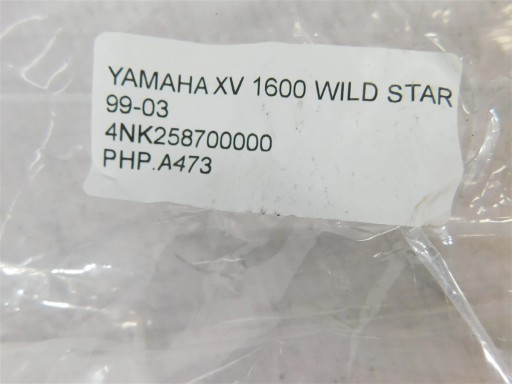 YAMAHA XV 1600 WILD STAR
99-03
4NK258700000
PHP.A473